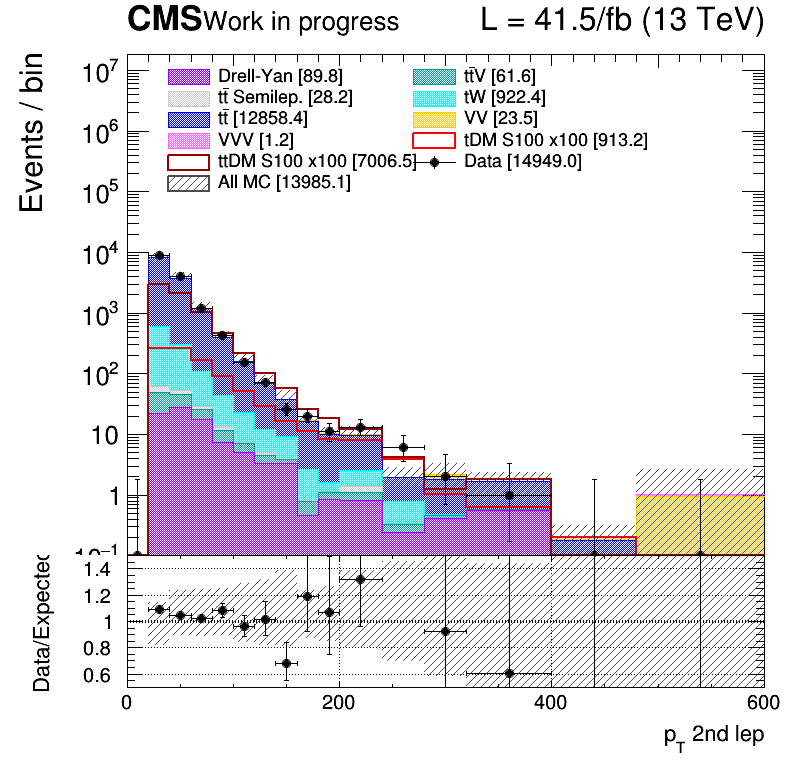 CMS Work in progress L = 41.5/fb (13 TeV)
Events / bin
10⁷
10⁶
10⁵
10⁴
10³
10²
10
1
10⁻¹
Drell-Yan [89.8] tt̄V [61.6]
tt̄ Semilep. [28.2] tW [922.4]
tt̄ [12858.4] VV [23.5]
VVV [1.2] tDM S100 x100 [913.2]
ttDM S100 x100 [7006.5] Data [14949.0]
All MC [13985.1]
Data/Expected
1.4
1.2
1
0.8
0.6
0 200 400 600
p_T 2nd lep